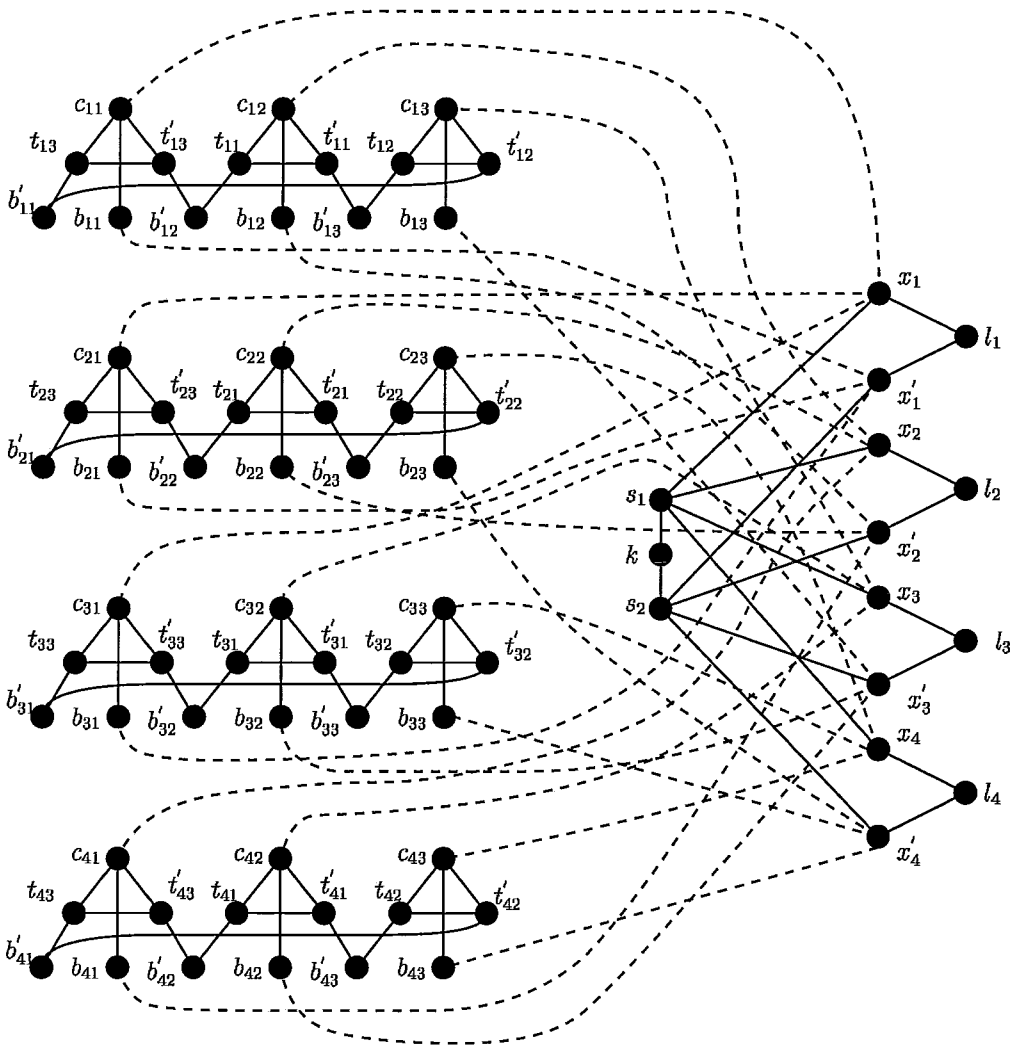 c₁₁ c₁₂ c₁₃
t₁₃ t'₁₃ t₁₁ t'₁₁ t₁₂ t'₁₂
b'₁₁ b₁₁ b'₁₂ b₁₂ b'₁₃ b₁₃
x₁
l₁
c₂₁ c₂₂ c₂₃
t₂₃ t'₂₃ t₂₁ t'₂₁ t₂₂ t'₂₂
x'₁
x₂
b'₂₁ b₂₁ b'₂₂ b₂₂ b'₂₃ b₂₃
s₁
l₂
k
x'₂
x₃
s₂
c₃₁ c₃₂ c₃₃
t₃₃ t'₃₃ t₃₁ t'₃₁ t₃₂ t'₃₂
l₃
x'₃
b'₃₁ b₃₁ b'₃₂ b₃₂ b'₃₃ b₃₃
x₄
l₄
x'₄
c₄₁ c₄₂ c₄₃
t₄₃ t'₄₃ t₄₁ t'₄₁ t₄₂ t'₄₂
b'₄₁ b₄₁ b'₄₂ b₄₂ b'₄₃ b₄₃